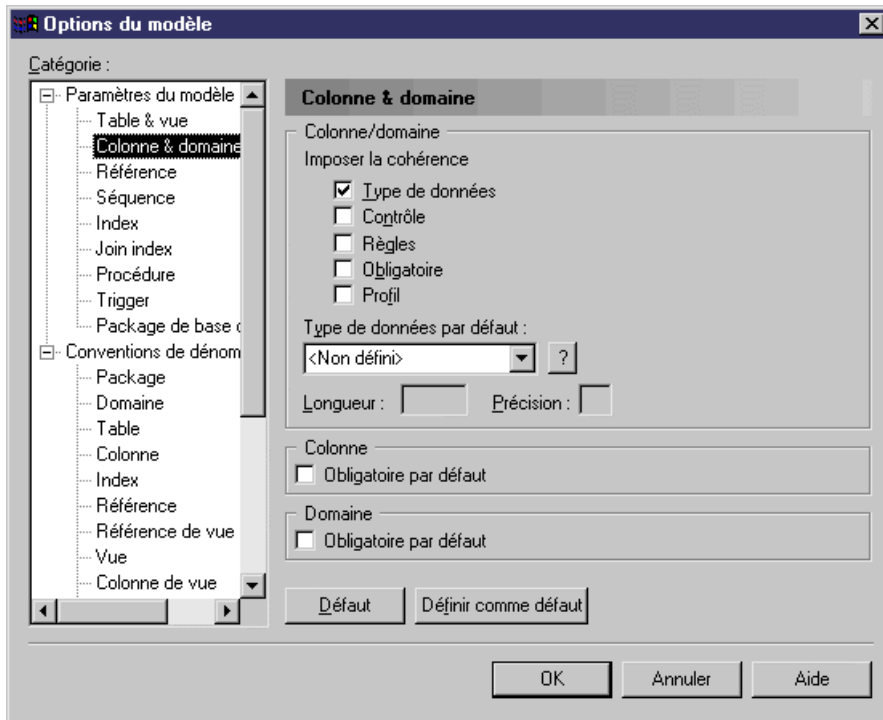 Options du modèle
Catégorie :
Paramètres du modèle
Table & vue
Colonne & domaine
Référence
Séquence
Index
Join index
Procédure
Trigger
Package de base
Conventions de dénom
Package
Domaine
Table
Colonne
Index
Référence
Référence de vue
Vue
Colonne de vue
Colonne & domaine
Colonne/domaine
Imposer la cohérence
Type de données
Contrôle
Règles
Obligatoire
Profil
Type de données par défaut :
<Non défini>
?
Longueur : Précision :
Colonne
Obligatoire par défaut
Domaine
Obligatoire par défaut
Défaut Définir comme défaut
OK Annuler Aide